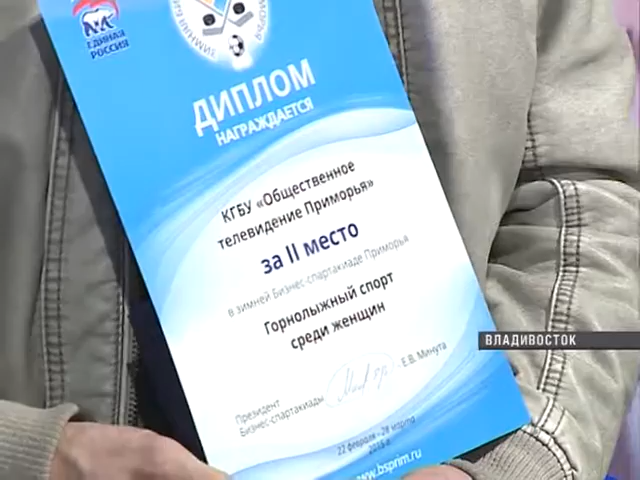 ЕДИНАЯ
РОССИЯ
ДИПЛОМ
НАГРАЖДАЕТСЯ
КГБУ «Общественное
телевидение Приморья»
за II место
в зимней Бизнес-спартакиаде Приморья
Горнолыжный спорт
среди женщин
Президент
Бизнес-спартакиады
Е.В. Минута
22 февраля - 28 марта
2015 г.
www.bsprim.ru
ВЛАДИВОСТОК